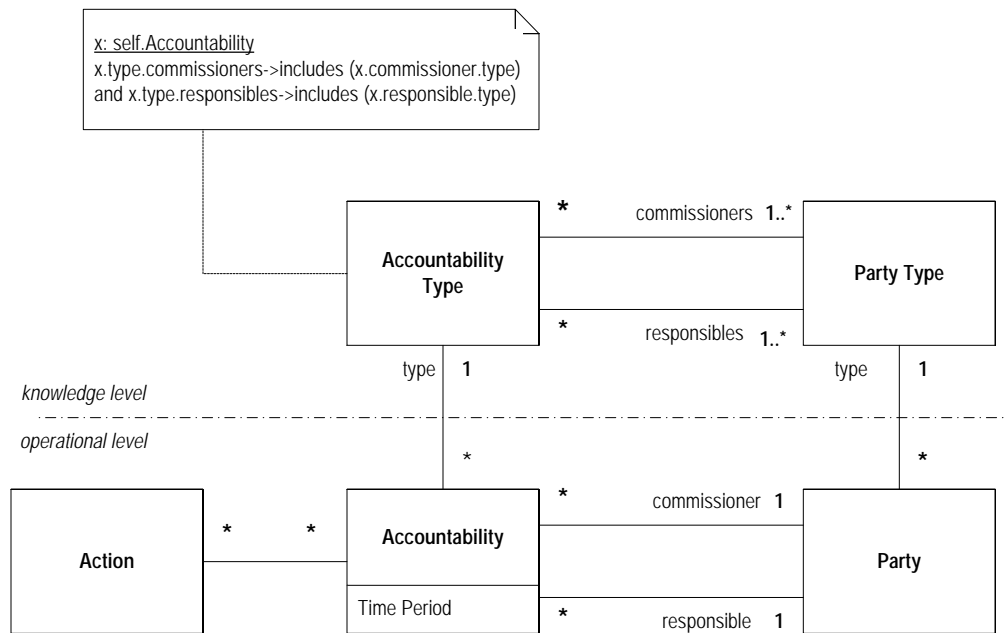 x: self.Accountability
x.type.commissioners->includes (x.commissioner.type)
and x.type.responsibles->includes (x.responsible.type)
*
commissioners 1..*
Accountability
Type
Party Type
*
responsibles 1..*
type 1
type 1
knowledge level
operational level
*
*
*
commissioner 1
* *
Accountability
Action
Party
Time Period
*
responsible 1